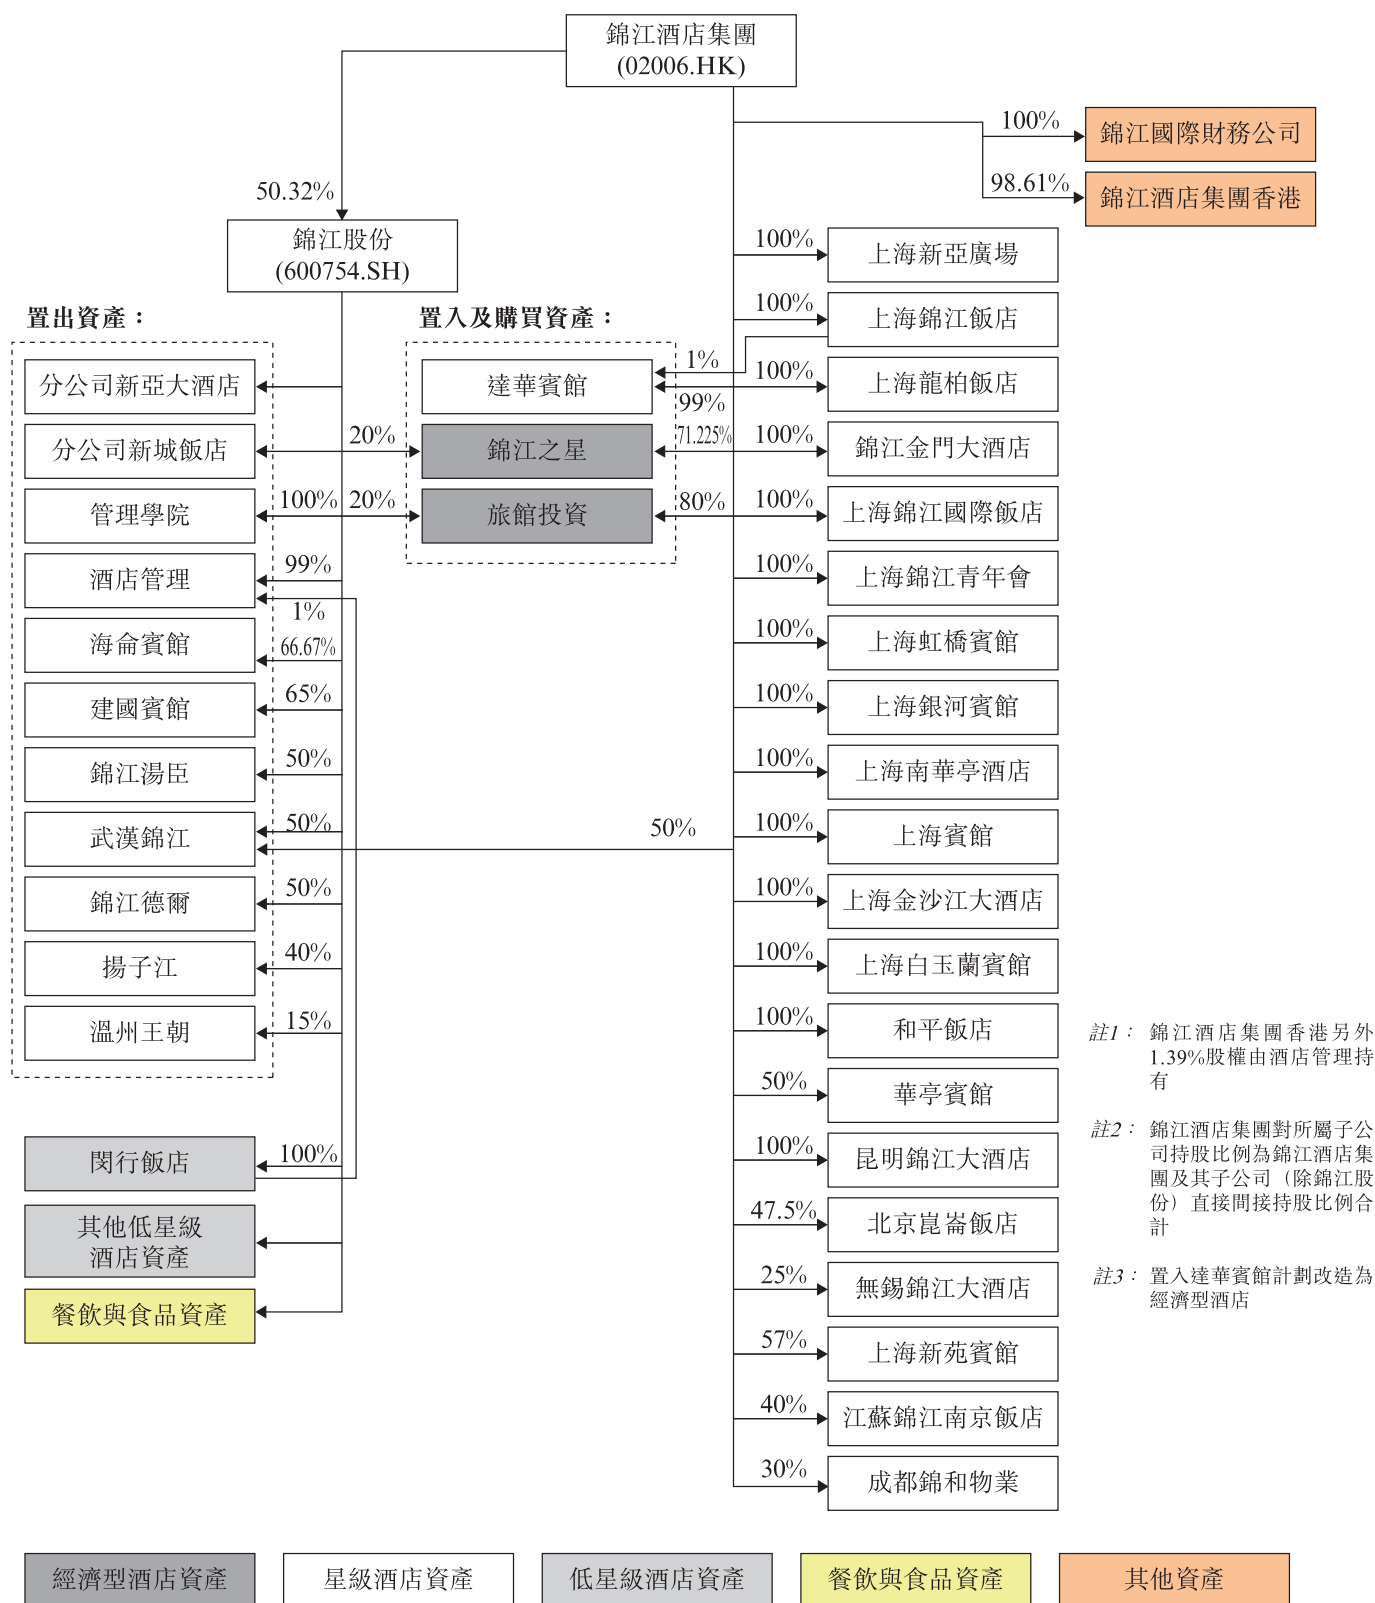 錦江酒店集團
(02006.HK)
100%
錦江國際財務公司
98.61%
錦江酒店集團香港
50.32%
錦江股份
(600754.SH)
置出資產：
分公司新亞大酒店
分公司新城飯店
100%
管理學院
99%
酒店管理
1%
66.67%
海侖賓館
65%
建國賓館
50%
錦江湯臣
50%
武漢錦江
50%
50%
錦江德爾
40%
揚子江
15%
溫州王朝
100%
閔行飯店
其他低星級
酒店資產
餐飲與食品資產
置入及購買資產：
1%
達華賓館
99%
20%
錦江之星
71.225%
20%
旅館投資
80%
100%
上海新亞廣場
100%
上海錦江飯店
100%
上海龍柏飯店
100%
錦江金門大酒店
100%
上海錦江國際飯店
100%
上海錦江青年會
100%
上海虹橋賓館
100%
上海銀河賓館
100%
上海南華亭酒店
100%
上海賓館
100%
上海金沙江大酒店
100%
上海白玉蘭賓館
100%
和平飯店
50%
華亭賓館
100%
昆明錦江大酒店
47.5%
北京崑崙飯店
25%
無錫錦江大酒店
57%
上海新苑賓館
40%
江蘇錦江南京飯店
30%
成都錦和物業
註1： 錦江酒店集團香港另外
1.39%股權由酒店管理持
有
註2： 錦江酒店集團對所屬子公
司持股比例為錦江酒店集
團及其子公司（除錦江股
份）直接間接持股比例合
計
註3： 置入達華賓館計劃改造為
經濟型酒店
經濟型酒店資產
星級酒店資產
低星級酒店資產
餐飲與食品資產
其他資產